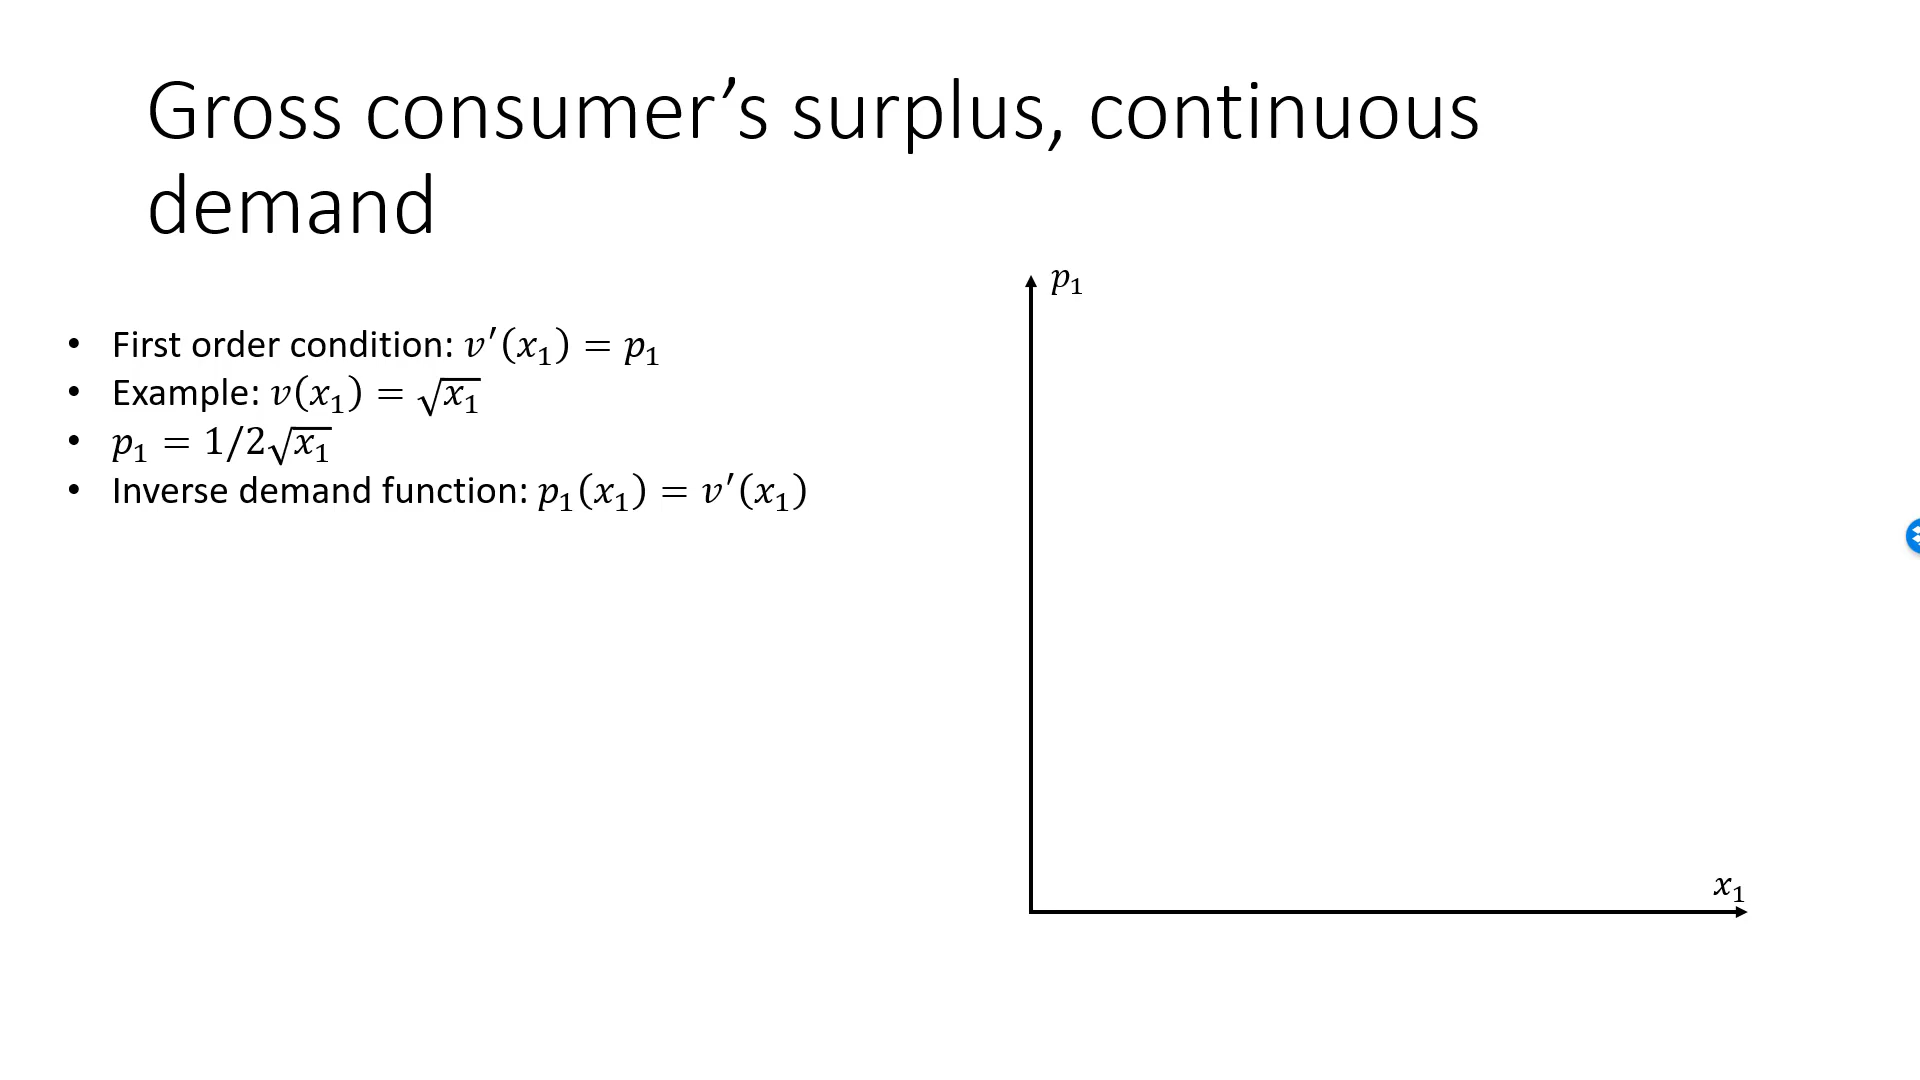 Gross consumer’s surplus, continuous
demand
• First order condition: 𝑣′(𝑥₁) = 𝑝₁
• Example: 𝑣(𝑥₁) = √𝑥₁
• 𝑝₁ = 1/2√𝑥₁
• Inverse demand function: 𝑝₁(𝑥₁) = 𝑣′(𝑥₁)
𝑝₁
𝑥₁